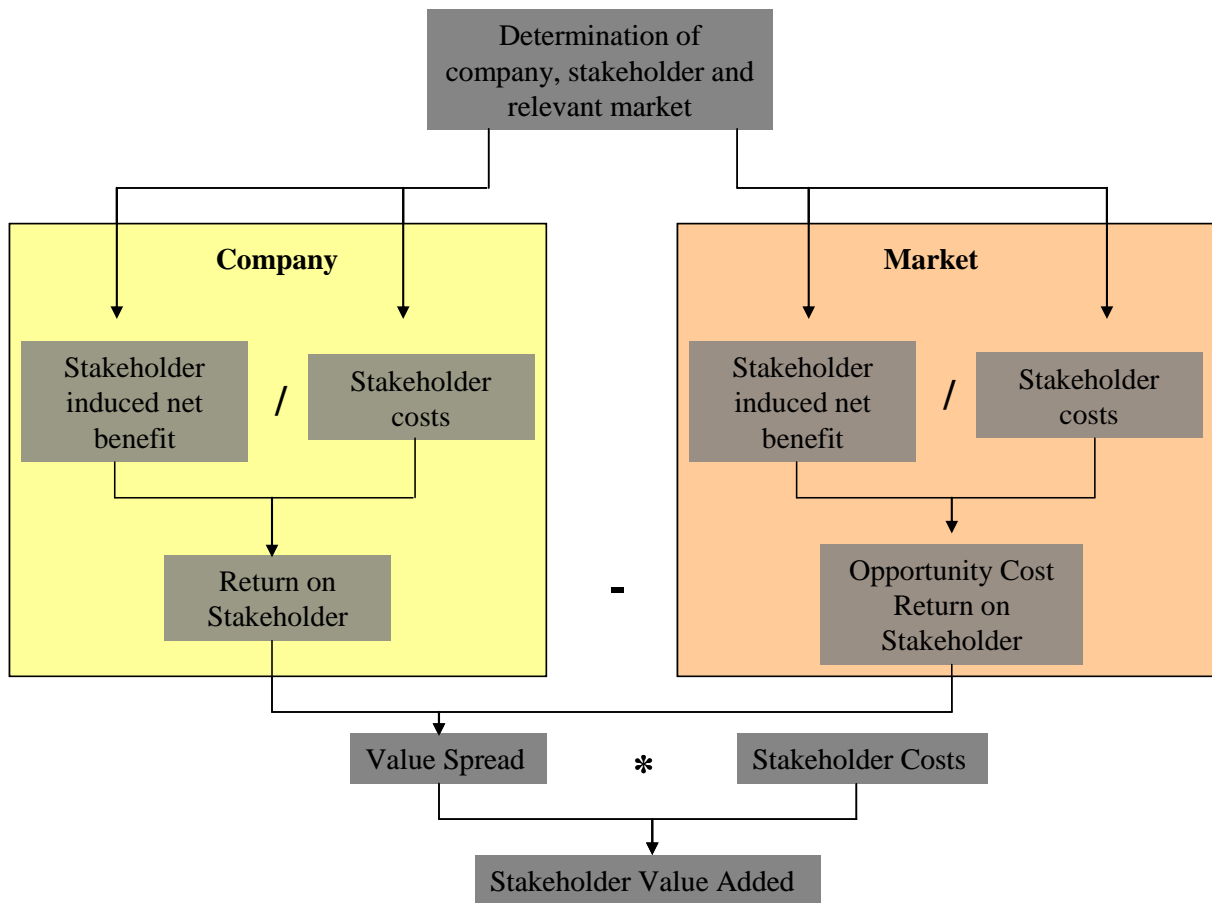 Determination of
company, stakeholder and
relevant market
Company
Stakeholder
induced net
benefit
/
Stakeholder
costs
Return on
Stakeholder
-
Market
Stakeholder
induced net
benefit
/
Stakeholder
costs
Opportunity Cost
Return on
Stakeholder
Value Spread
*
Stakeholder Costs
Stakeholder Value Added